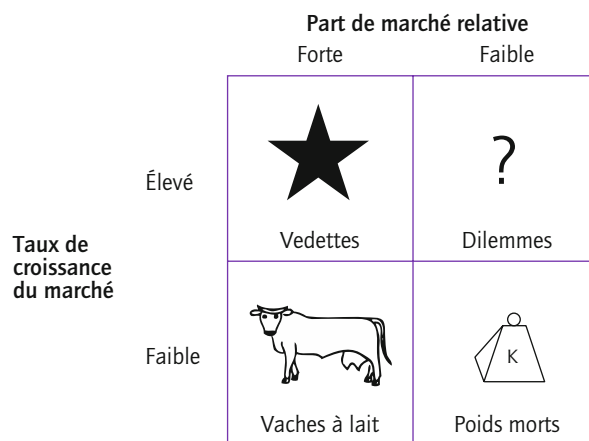 Part de marché relative
Forte Faible
Élevé
?
Vedettes Dilemmes
Taux de
croissance
du marché
Faible
K
Vaches à lait Poids morts